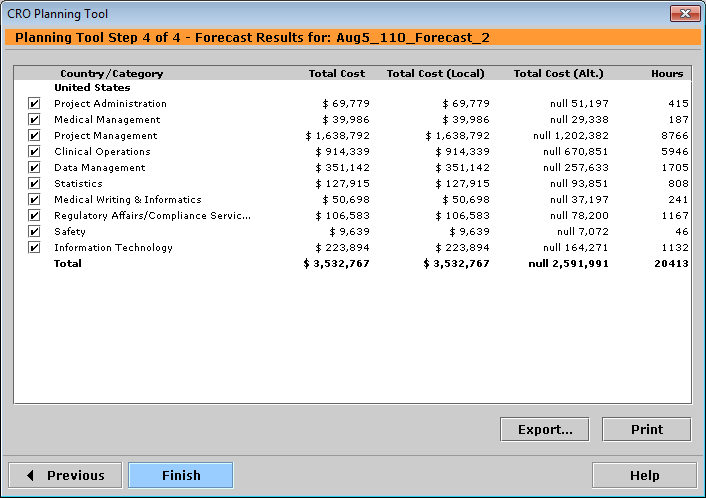 CRO Planning Tool
Planning Tool Step 4 of 4 - Forecast Results for: Aug5_110_Forecast_2
Country/Category Total Cost Total Cost (Local) Total Cost (Alt.) Hours
United States
Project Administration $ 69,779 $ 69,779 null 51,197 415
Medical Management $ 39,986 $ 39,986 null 29,338 187
Project Management $ 1,638,792 $ 1,638,792 null 1,202,382 8766
Clinical Operations $ 914,339 $ 914,339 null 670,851 5946
Data Management $ 351,142 $ 351,142 null 257,633 1705
Statistics $ 127,915 $ 127,915 null 93,851 808
Medical Writing & Informatics $ 50,698 $ 50,698 null 37,197 241
Regulatory Affairs/Compliance Servic... $ 106,583 $ 106,583 null 78,200 1167
Safety $ 9,639 $ 9,639 null 7,072 46
Information Technology $ 223,894 $ 223,894 null 164,271 1132
Total $ 3,532,767 $ 3,532,767 null 2,591,991 20413
Export... Print
Previous Finish Help